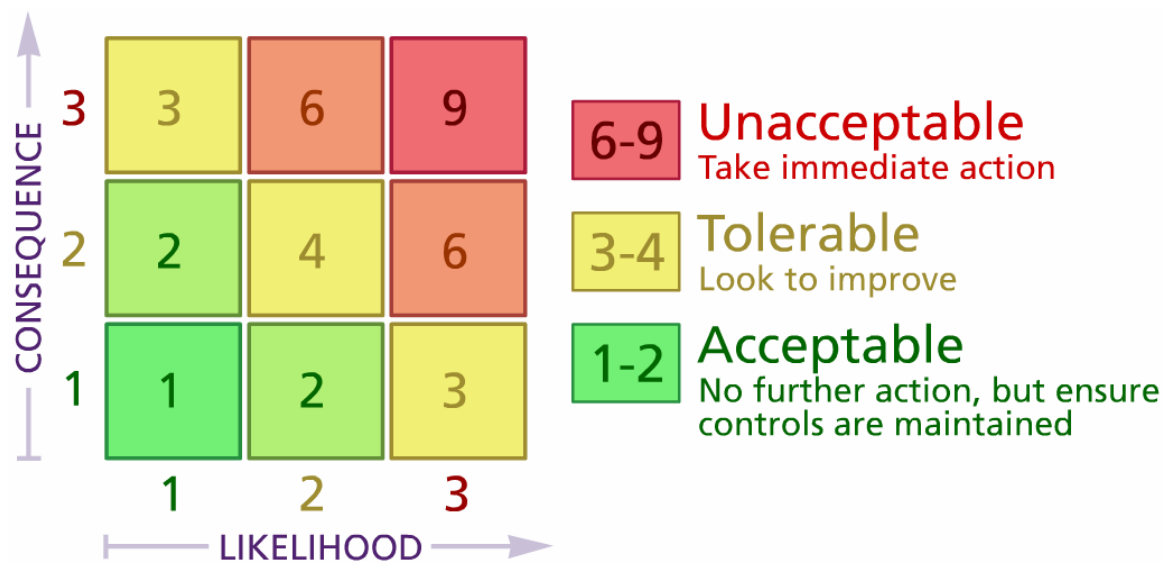 CONSEQUENCE
3
3 6 9
2
2 4 6
1
1 2 3
1 2 3
LIKELIHOOD
6-9
Unacceptable
Take immediate action
3-4
Tolerable
Look to improve
1-2
Acceptable
No further action, but ensure
controls are maintained